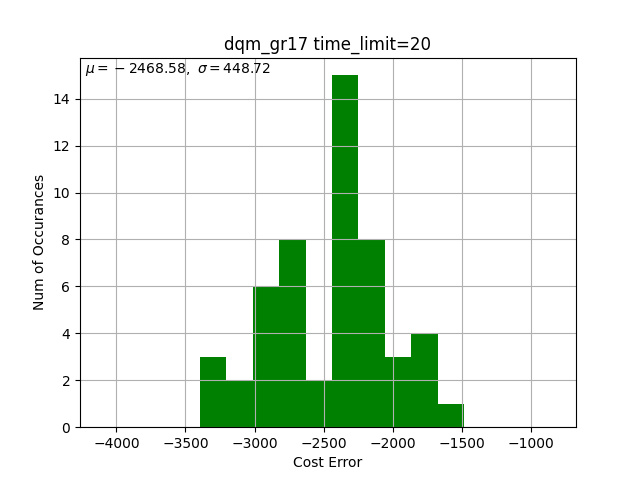 dqm_gr17 time_limit=20
μ = − 2468.58, σ = 448.72
14
12
10
8
6
4
2
0
Num of Occurances
−4000 −3500 −3000 −2500 −2000 −1500 −1000
Cost Error